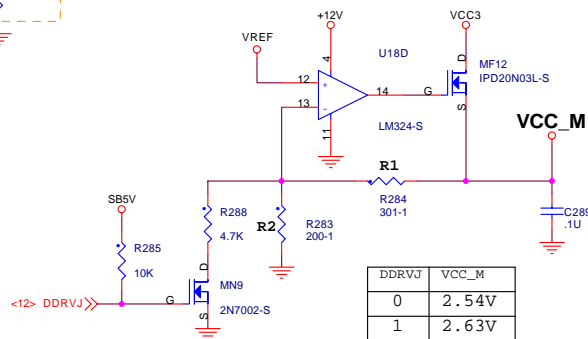 +12V
VCC3
VREF
U18D
4
D
MF12
IPD20N03L-S
12
+
14
G
13
-
S
11
LM324-S
VCC_M
R1
R284
301-1
SB5V
R288
4.7K
R2
R283
200-1
C289
.1U
R285
10K
D
MN9
DDRVJ VCC_M
<12> DDRVJ
G
2N7002-S
0 2.54V
S
1 2.63V